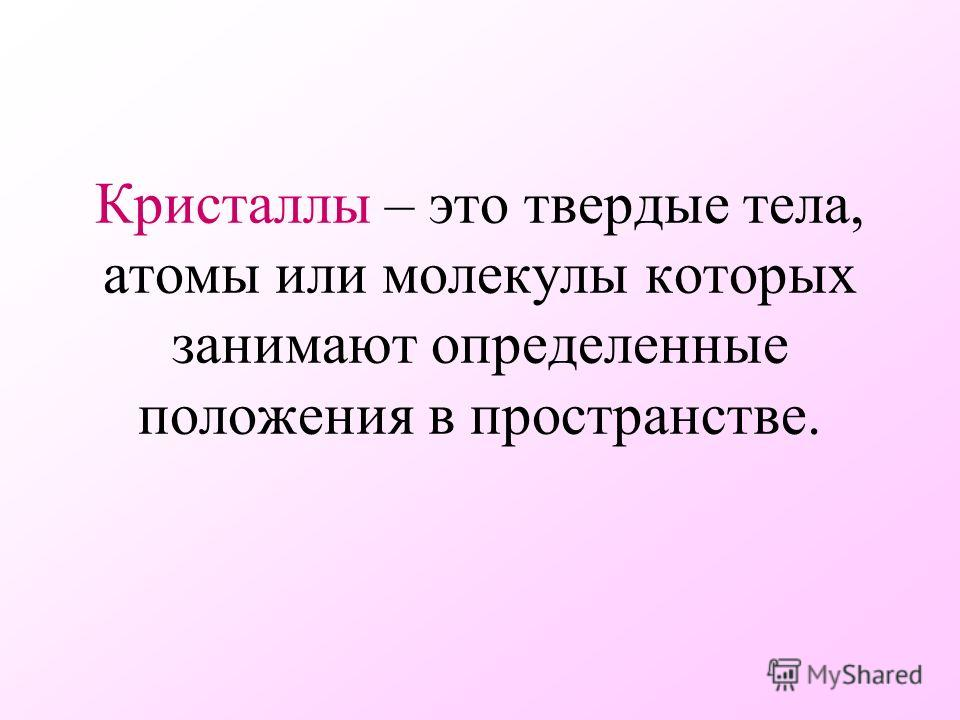 Кристаллы – это твердые тела,
атомы или молекулы которых
занимают определенные
положения в пространстве.
MyShared